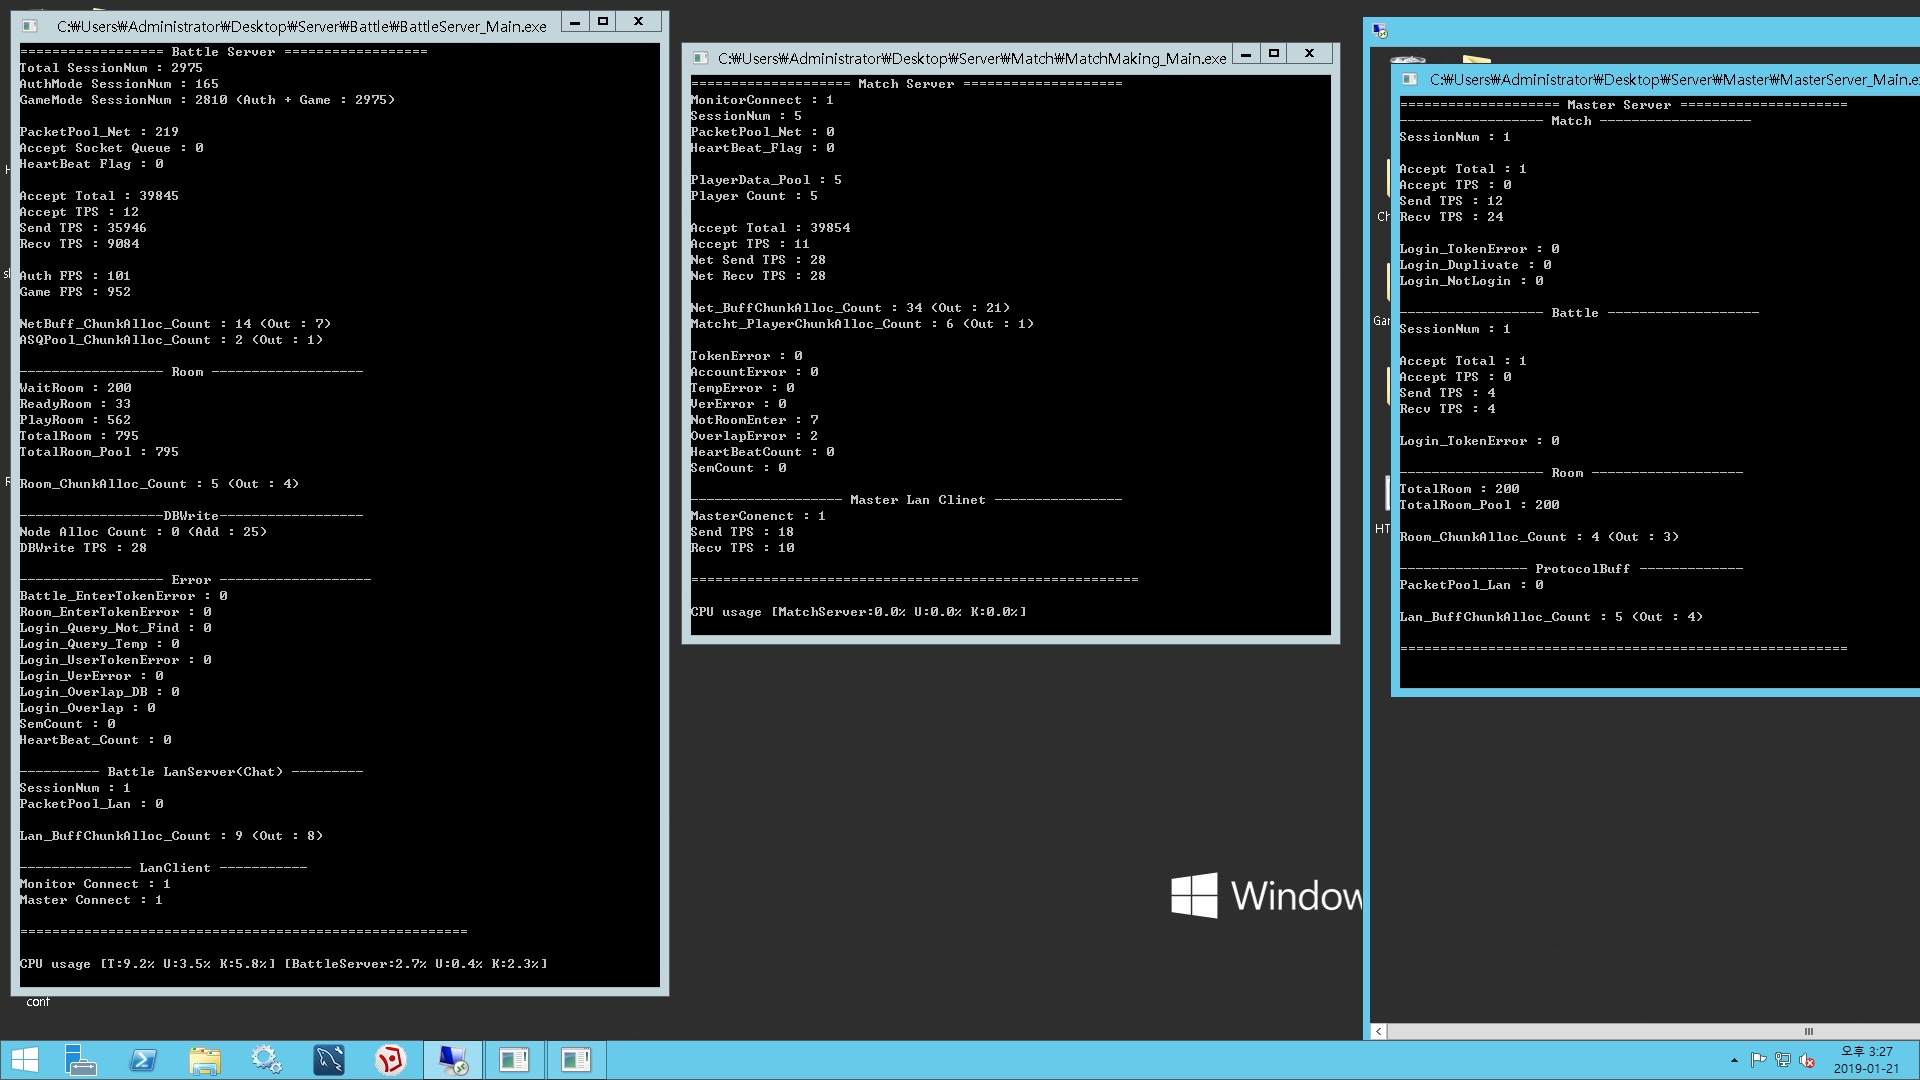 C:₩Users₩Administrator₩Desktop₩Server₩Battle₩BattleServer_Main.exe
================== Battle Server ==================
Total SessionNum : 2975
AuthMode SessionNum : 165
GameMode SessionNum : 2810 (Auth + Game : 2975)
PacketPool_Net : 219
Accept Socket Queue : 0
HeartBeat Flag : 0
Accept Total : 39845
Accept TPS : 12
Send TPS : 35946
Recv TPS : 9084
Auth FPS : 101
Game FPS : 952
NetBuff_ChunkAlloc_Count : 14 (Out : 7)
ASQPool_ChunkAlloc_Count : 2 (Out : 1)
------------------ Room -------------------
WaitRoom : 200
ReadyRoom : 33
PlayRoom : 562
TotalRoom : 795
TotalRoom_Pool : 795
Room_ChunkAlloc_Count : 5 (Out : 4)
------------------DBWrite------------------
Node Alloc Count : 0 (Add : 25)
DBWrite TPS : 28
------------------ Error -------------------
Battle_EnterTokenError : 0
Room_EnterTokenError : 0
Login_Query_Not_Find : 0
Login_Query_Temp : 0
Login_UserTokenError : 0
Login_VerError : 0
Login_Overlap_DB : 0
Login_Overlap : 0
SemCount : 0
HeartBeat_Count : 0
---------- Battle LanServer(Chat) ---------
SessionNum : 1
PacketPool_Lan : 0
Lan_BuffChunkAlloc_Count : 9 (Out : 8)
-------------- LanClient -----------
Monitor Connect : 1
Master Connect : 1
========================================================
CPU usage [T:9.2% U:3.5% K:5.8%] [BattleServer:2.7% U:0.4% K:2.3%]
conf
C:₩Users₩Administrator₩Desktop₩Server₩Match₩MatchMaking_Main.exe
==================== Match Server ====================
MonitorConnect : 1
SessionNum : 5
PacketPool_Net : 0
HeartBeat_Flag : 0
PlayerData_Pool : 5
Player Count : 5
Accept Total : 39854
Accept TPS : 11
Net Send TPS : 28
Net Recv TPS : 28
Net_BuffChunkAlloc_Count : 34 (Out : 21)
Matcht_PlayerChunkAlloc_Count : 6 (Out : 1)
TokenError : 0
AccountError : 0
TempError : 0
VerError : 0
NotRoomEnter : 7
OverlapError : 2
HeartBeatCount : 0
SemCount : 0
------------------- Master Lan Clinet ----------------
MasterConenct : 1
Send TPS : 18
Recv TPS : 10
========================================================
CPU usage [MatchServer:0.0% U:0.0% K:0.0%]
Window
Ch
Gar
HT
C:₩Users₩Administrator₩Desktop₩Server₩Master₩MasterServer_Main.e
==================== Master Server =====================
------------------ Match -------------------
SessionNum : 1
Accept Total : 1
Accept TPS : 0
Send TPS : 12
Recv TPS : 24
Login_TokenError : 0
Login_Duplivate : 0
Login_NotLogin : 0
------------------ Battle -------------------
SessionNum : 1
Accept Total : 1
Accept TPS : 0
Send TPS : 4
Recv TPS : 4
Login_TokenError : 0
------------------ Room -------------------
TotalRoom : 200
TotalRoom_Pool : 200
Room_ChunkAlloc_Count : 4 (Out : 3)
---------------- ProtocolBuff -------------
PacketPool_Lan : 0
Lan_BuffChunkAlloc_Count : 5 (Out : 4)
========================================================
오후 3:27
2019-01-21